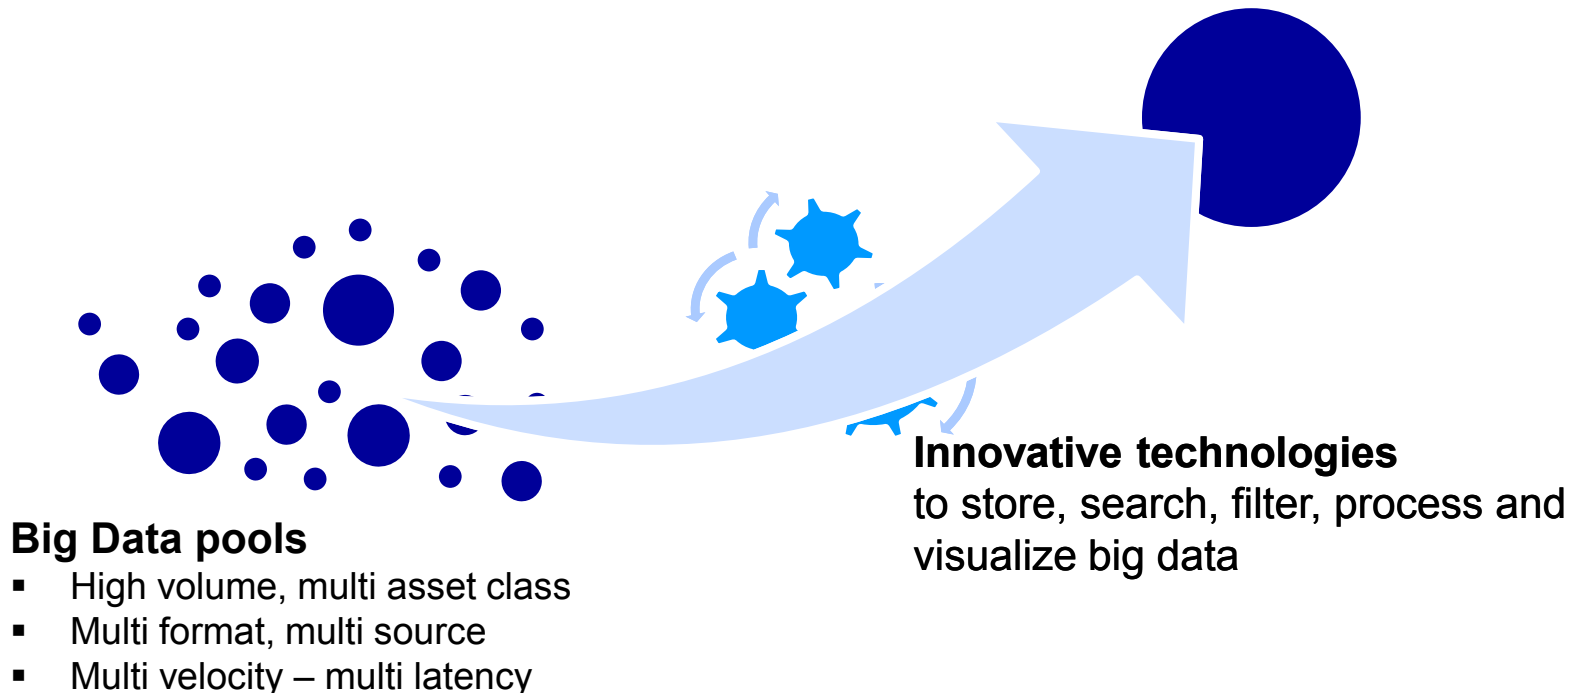 Innovative technologies
to store, search, filter, process and
visualize big data
Big Data pools
▪ High volume, multi asset class
▪ Multi format, multi source
▪ Multi velocity – multi latency